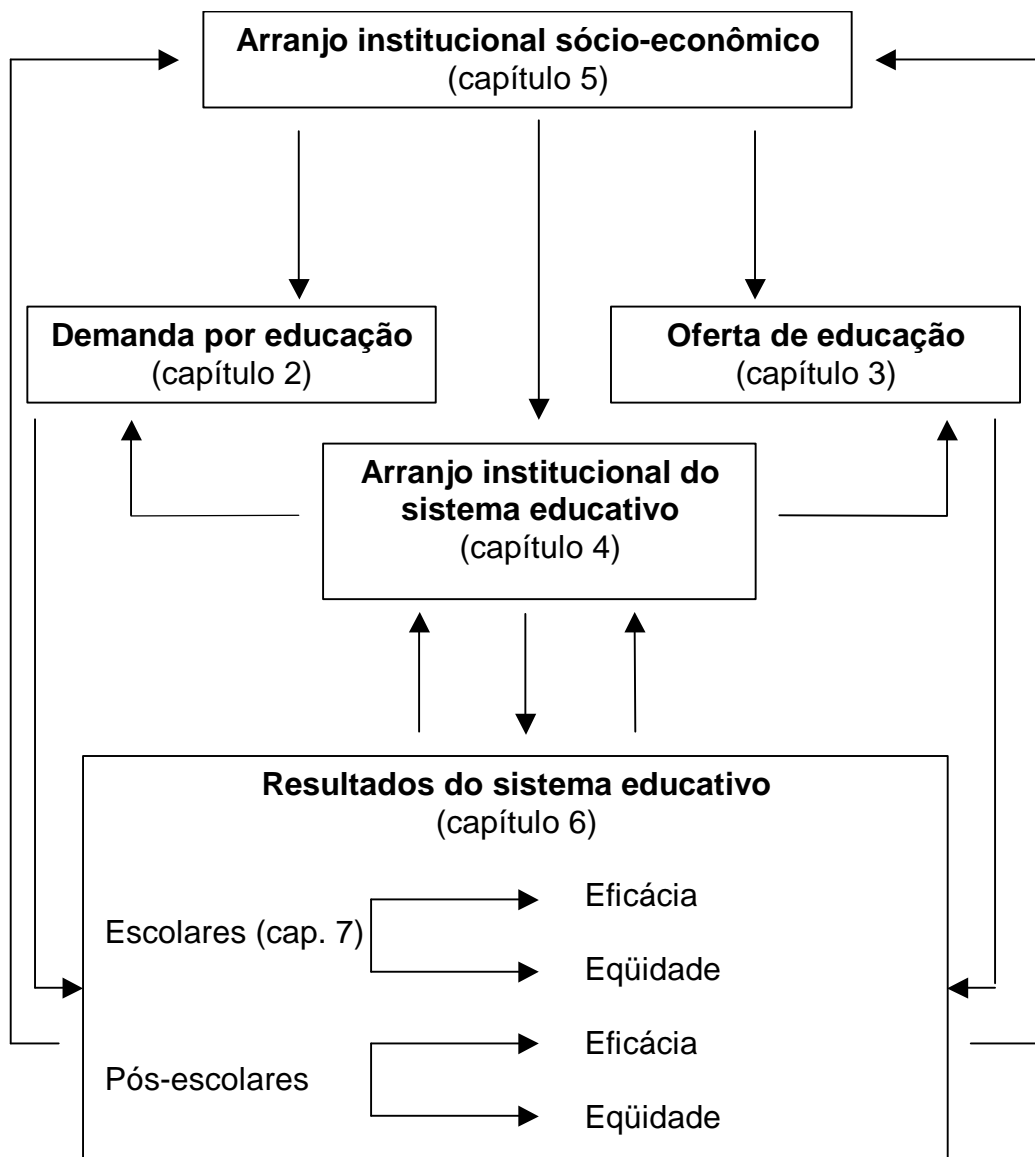 Arranjo institucional sócio-econômico
(capítulo 5)
Demanda por educação
(capítulo 2)
Oferta de educação
(capítulo 3)
Arranjo institucional do
sistema educativo
(capítulo 4)
Resultados do sistema educativo
(capítulo 6)
Escolares (cap. 7)
Eficácia
Eqüidade
Pós-escolares
Eficácia
Eqüidade